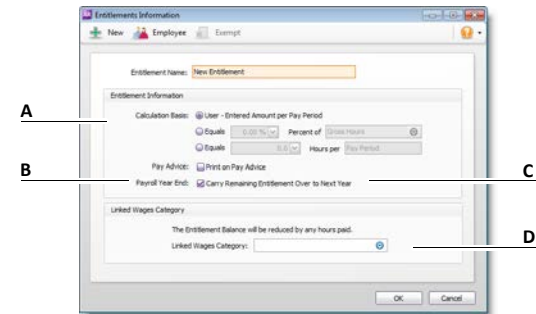 Entitlements Information
New Employee Exempt
Entitlement Name: New Entitlement
Entitlement Information
A
Calculation Basis: User - Entered Amount per Pay Period
Equals 0.00 % Percent of Gross Hours
Equals 0.0 Hours per Pay Period
B
Pay Advice: Print on Pay Advice
C
Payroll Year End: Carry Remaining Entitlement Over to Next Year
Linked Wages Category
The Entitlement Balance will be reduced by any hours paid.
D
Linked Wages Category:
OK Cancel